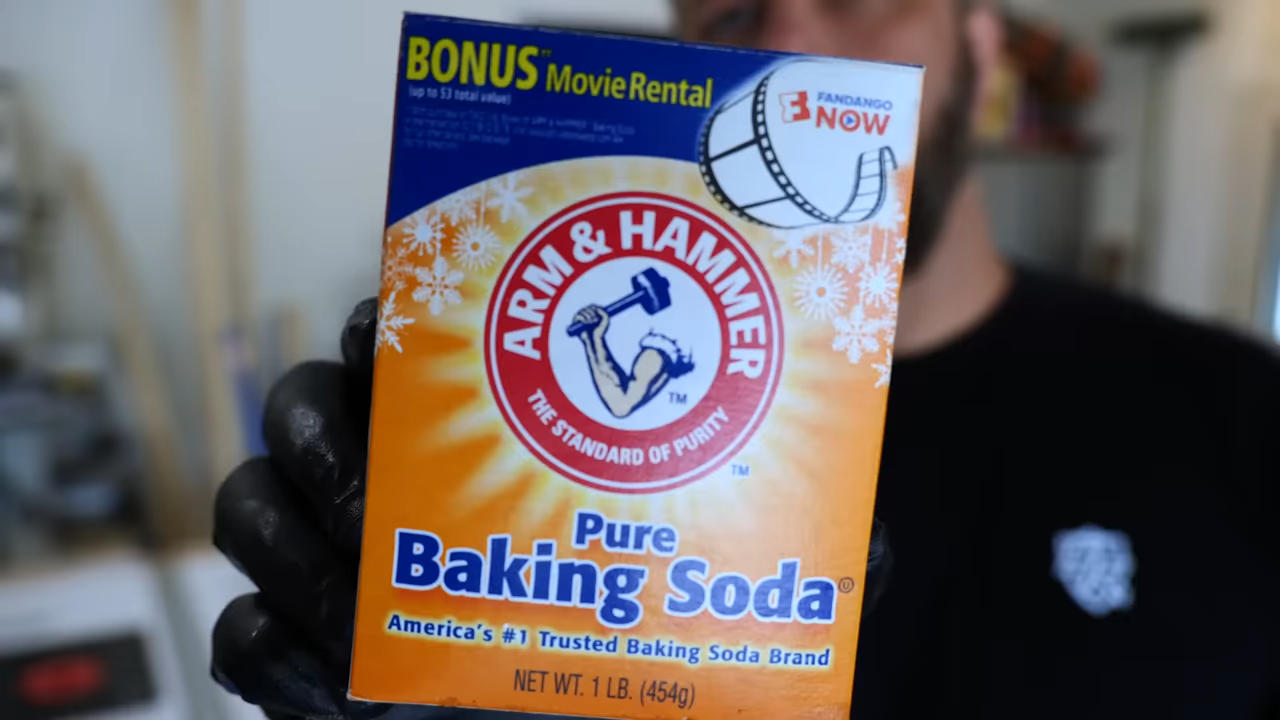 BONUS™ Movie Rental
(up to $3 total value)
FANDANGO
NOW
ARM & HAMMER
TM
THE STANDARD OF PURITY
TM
Pure
Baking Soda
America's #1 Trusted Baking Soda Brand
NET WT. 1 LB. (454g)